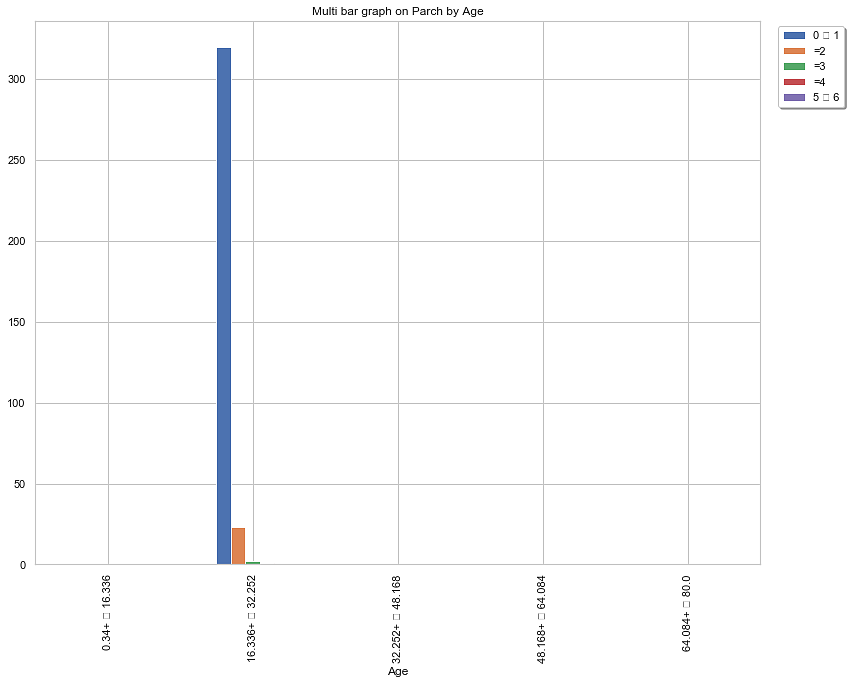 Multi bar graph on Parch by Age
0 □ 1
=2
=3
=4
5 □ 6
300
250
200
150
100
50
0
0.34+ □ 16.336
16.336+ □ 32.252
32.252+ □ 48.168
48.168+ □ 64.084
64.084+ □ 80.0
Age